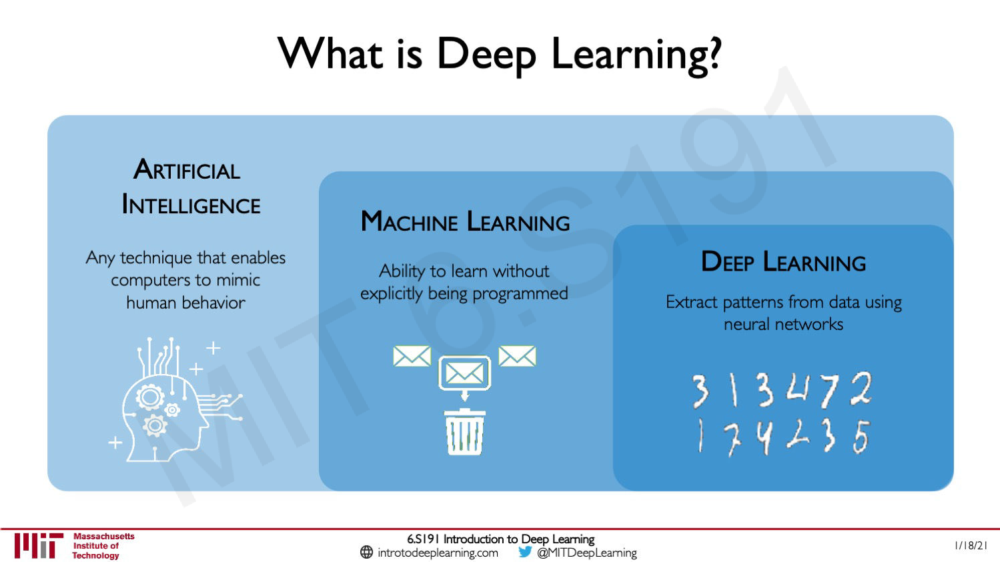 What is Deep Learning?
ARTIFICIAL
INTELLIGENCE
Any technique that enables
computers to mimic
human behavior
MACHINE LEARNING
Ability to learn without
explicitly being programmed
DEEP LEARNING
Extract patterns from data using
neural networks
3 1 3 4 7 2
1 7 4 2 3 5
MIT 6.S191
Massachusetts
Institute of
Technology
6.S191 Introduction to Deep Learning
introtodeeplearning.com @MITDeepLearning
1/18/21